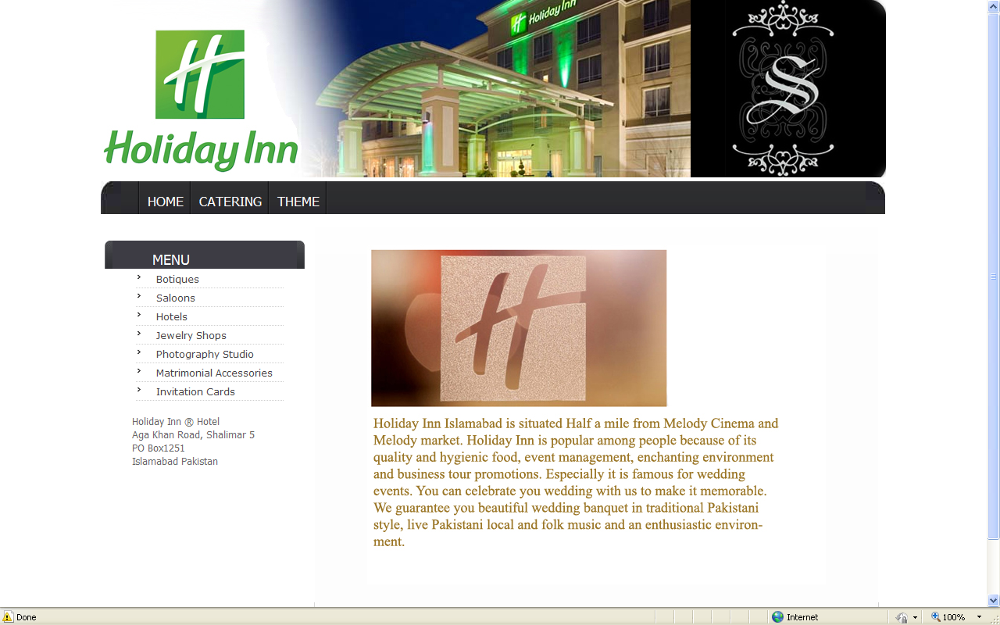 Holiday Inn
Holiday Inn
S
HOME
CATERING
THEME
MENU
Botiques
Saloons
Hotels
Jewelry Shops
Photography Studio
Matrimonial Accessories
Invitation Cards
Holiday Inn ® Hotel
Aga Khan Road, Shalimar 5
PO Box1251
Islamabad Pakistan
H
Holiday Inn Islamabad is situated Half a mile from Melody Cinema and
Melody market. Holiday Inn is popular among people because of its
quality and hygienic food, event management, enchanting environment
and business tour promotions. Especially it is famous for wedding
events. You can celebrate you wedding with us to make it memorable.
We guarantee you beautiful wedding banquet in traditional Pakistani
style, live Pakistani local and folk music and an enthusiastic environ-
ment.
Done
Internet
100%